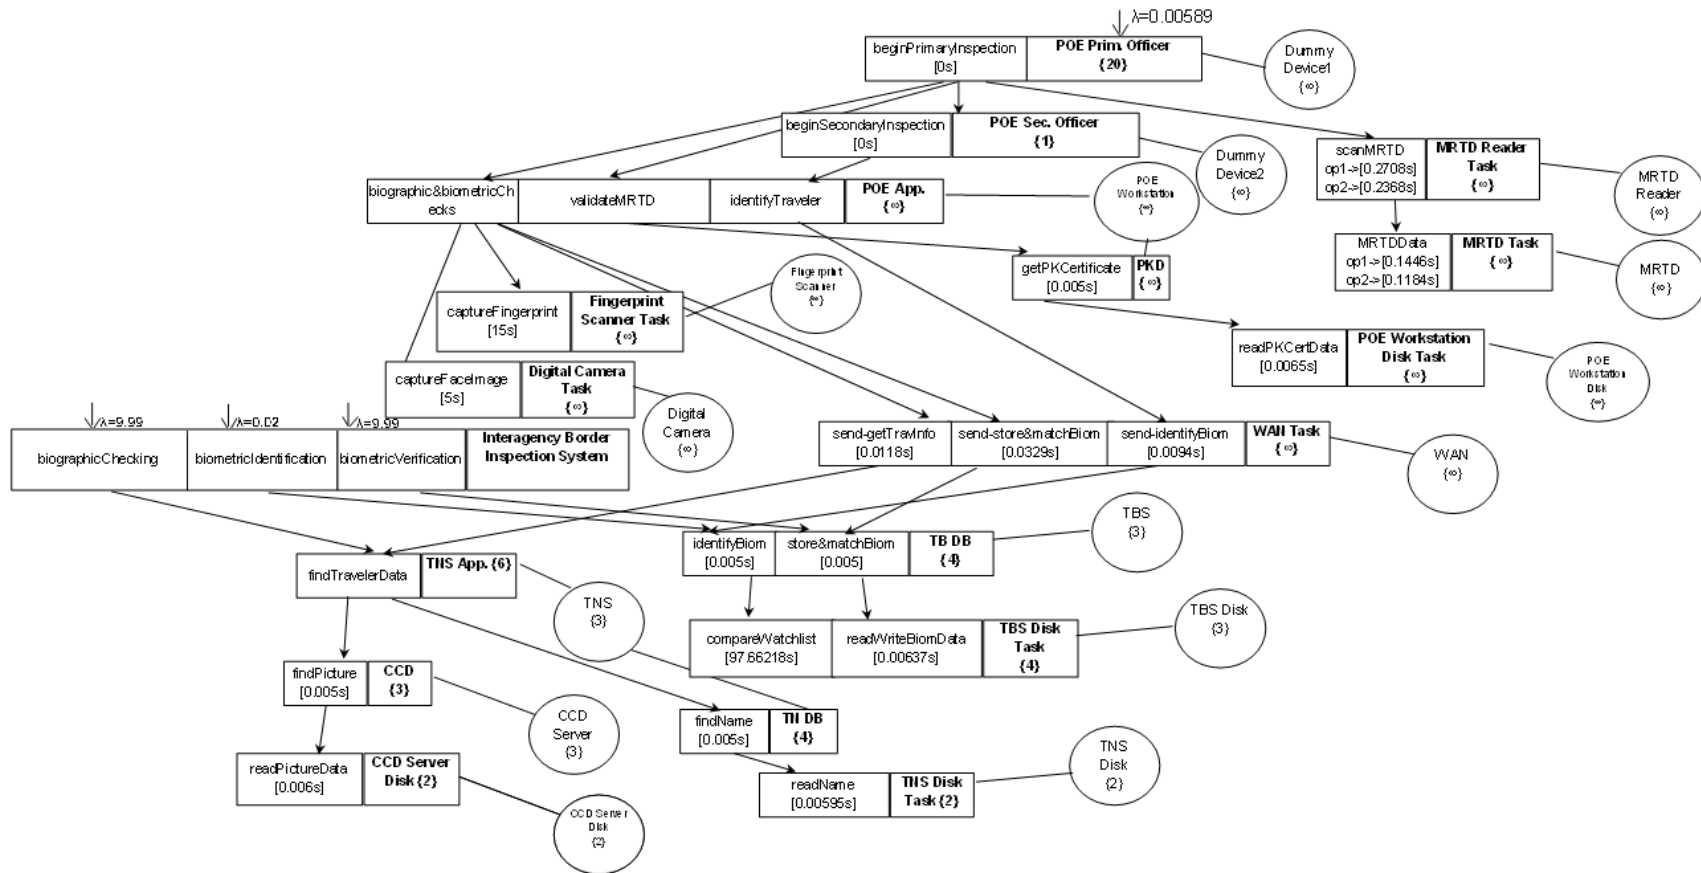 λ=0.00589
beginPrimaryInspection
[0s]
POE Prim. Officer
{20}
Dummy
Device1
{∞}
beginSecondaryInspection
[0s]
POE Sec. Officer
{1}
Dummy
Device2
{∞}
scanMRTD
op1->[0.2708s]
op2->[0.2368s]
MRTD Reader
Task
{∞}
MRTD
Reader
{∞}
biographic&biometricCh
ecks
validateMRTD
identifyTraveler
POE App.
{∞}
POE
Workstation
{∞}
MRTDData
op1->[0.1446s]
op2->[0.1184s]
MRTD Task
{∞}
MRTD
{∞}
getPKCertificate
[0.005s]
PKD
{∞}
captureFingerprint
[15s]
Fingerprint
Scanner Task
{∞}
Fingerprint
Scanner
{∞}
readPKCertData
[0.0065s]
POE Workstation
Disk Task
{∞}
POE
Workstation
Disk
{∞}
captureFaceImage
[5s]
Digital Camera
Task
{∞}
Digital
Camera
{∞}
λ=9.99
λ=0.02
λ=9.99
biographicChecking
biometricIdentification
biometricVerification
Interagency Border
Inspection System
send-getTravInfo
[0.0118s]
send-store&matchBiom
[0.0329s]
send-identifyBiom
[0.0094s]
WAN Task
{∞}
WAN
{∞}
identifyBiom
[0.005s]
store&matchBiom
[0.005]
TB DB
{4}
TBS
{3}
findTravelerData
TNS App. {6}
TNS
{3}
compareWatchlist
[97.66218s]
readWriteBiomData
[0.00637s]
TBS Disk
Task
{4}
TBS Disk
{3}
findPicture
[0.005s]
CCD
{3}
CCD
Server
{3}
findName
[0.005s]
TN DB
{4}
readPictureData
[0.006s]
CCD Server
Disk {2}
CCD Server
Disk
{2}
readName
[0.00595s]
TNS Disk
Task {2}
TNS
Disk
{2}